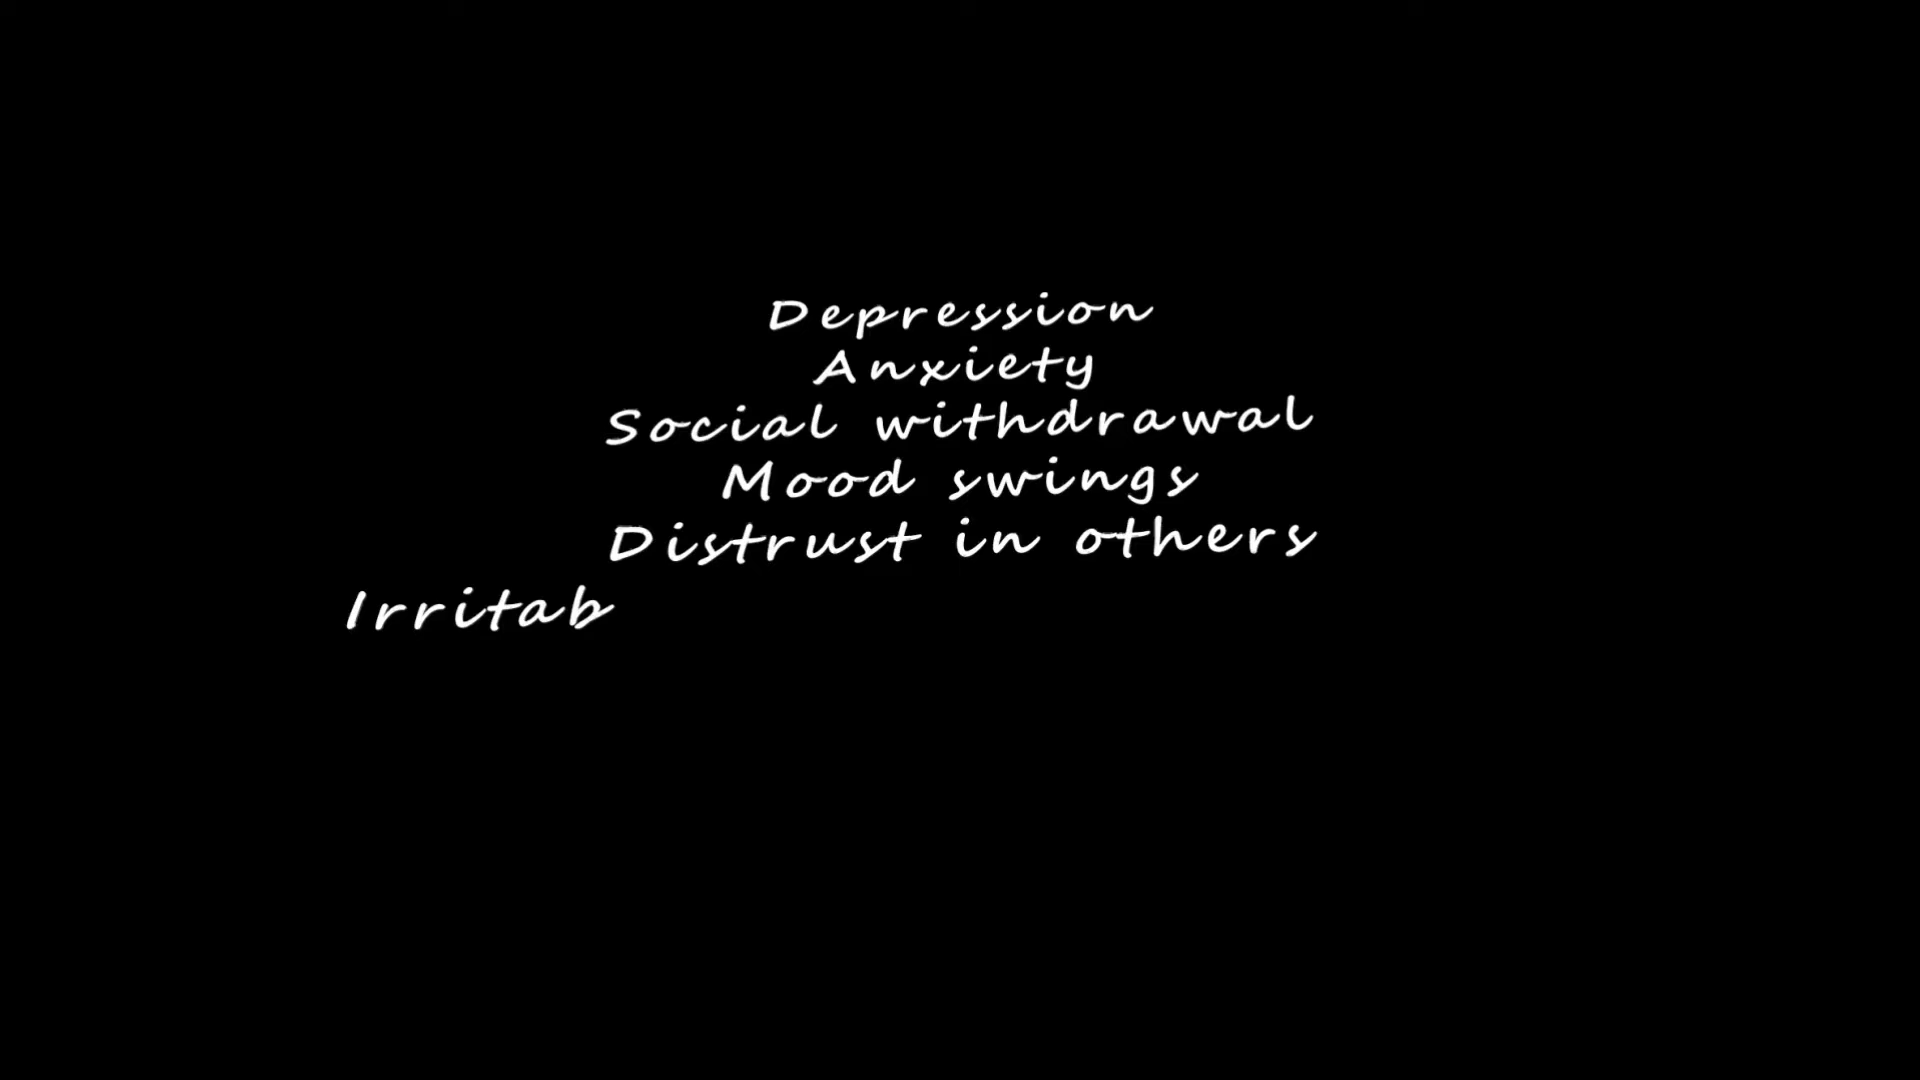 Depression
Anxiety
Social withdrawal
Mood swings
Distrust in others
Irritab